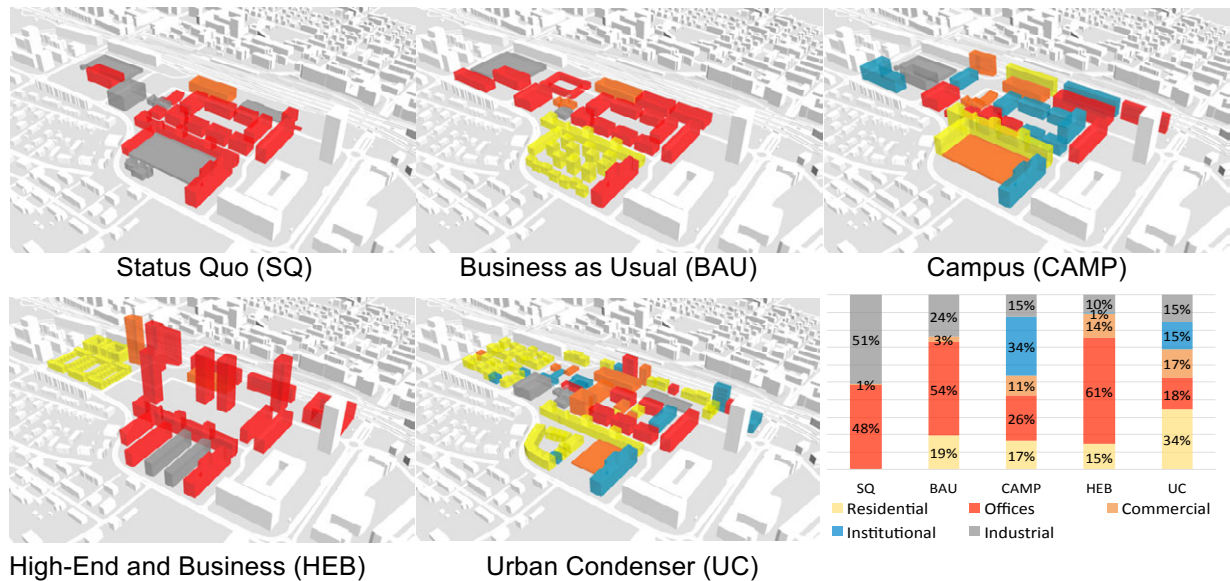 Status Quo (SQ)
Business as Usual (BAU)
Campus (CAMP)
High-End and Business (HEB)
Urban Condenser (UC)
51%
1%
48%
24%
3%
54%
19%
15%
34%
11%
26%
17%
10%
1%
14%
61%
15%
15%
15%
17%
18%
34%
SQ BAU CAMP HEB UC
Residential Offices Commercial
Institutional Industrial